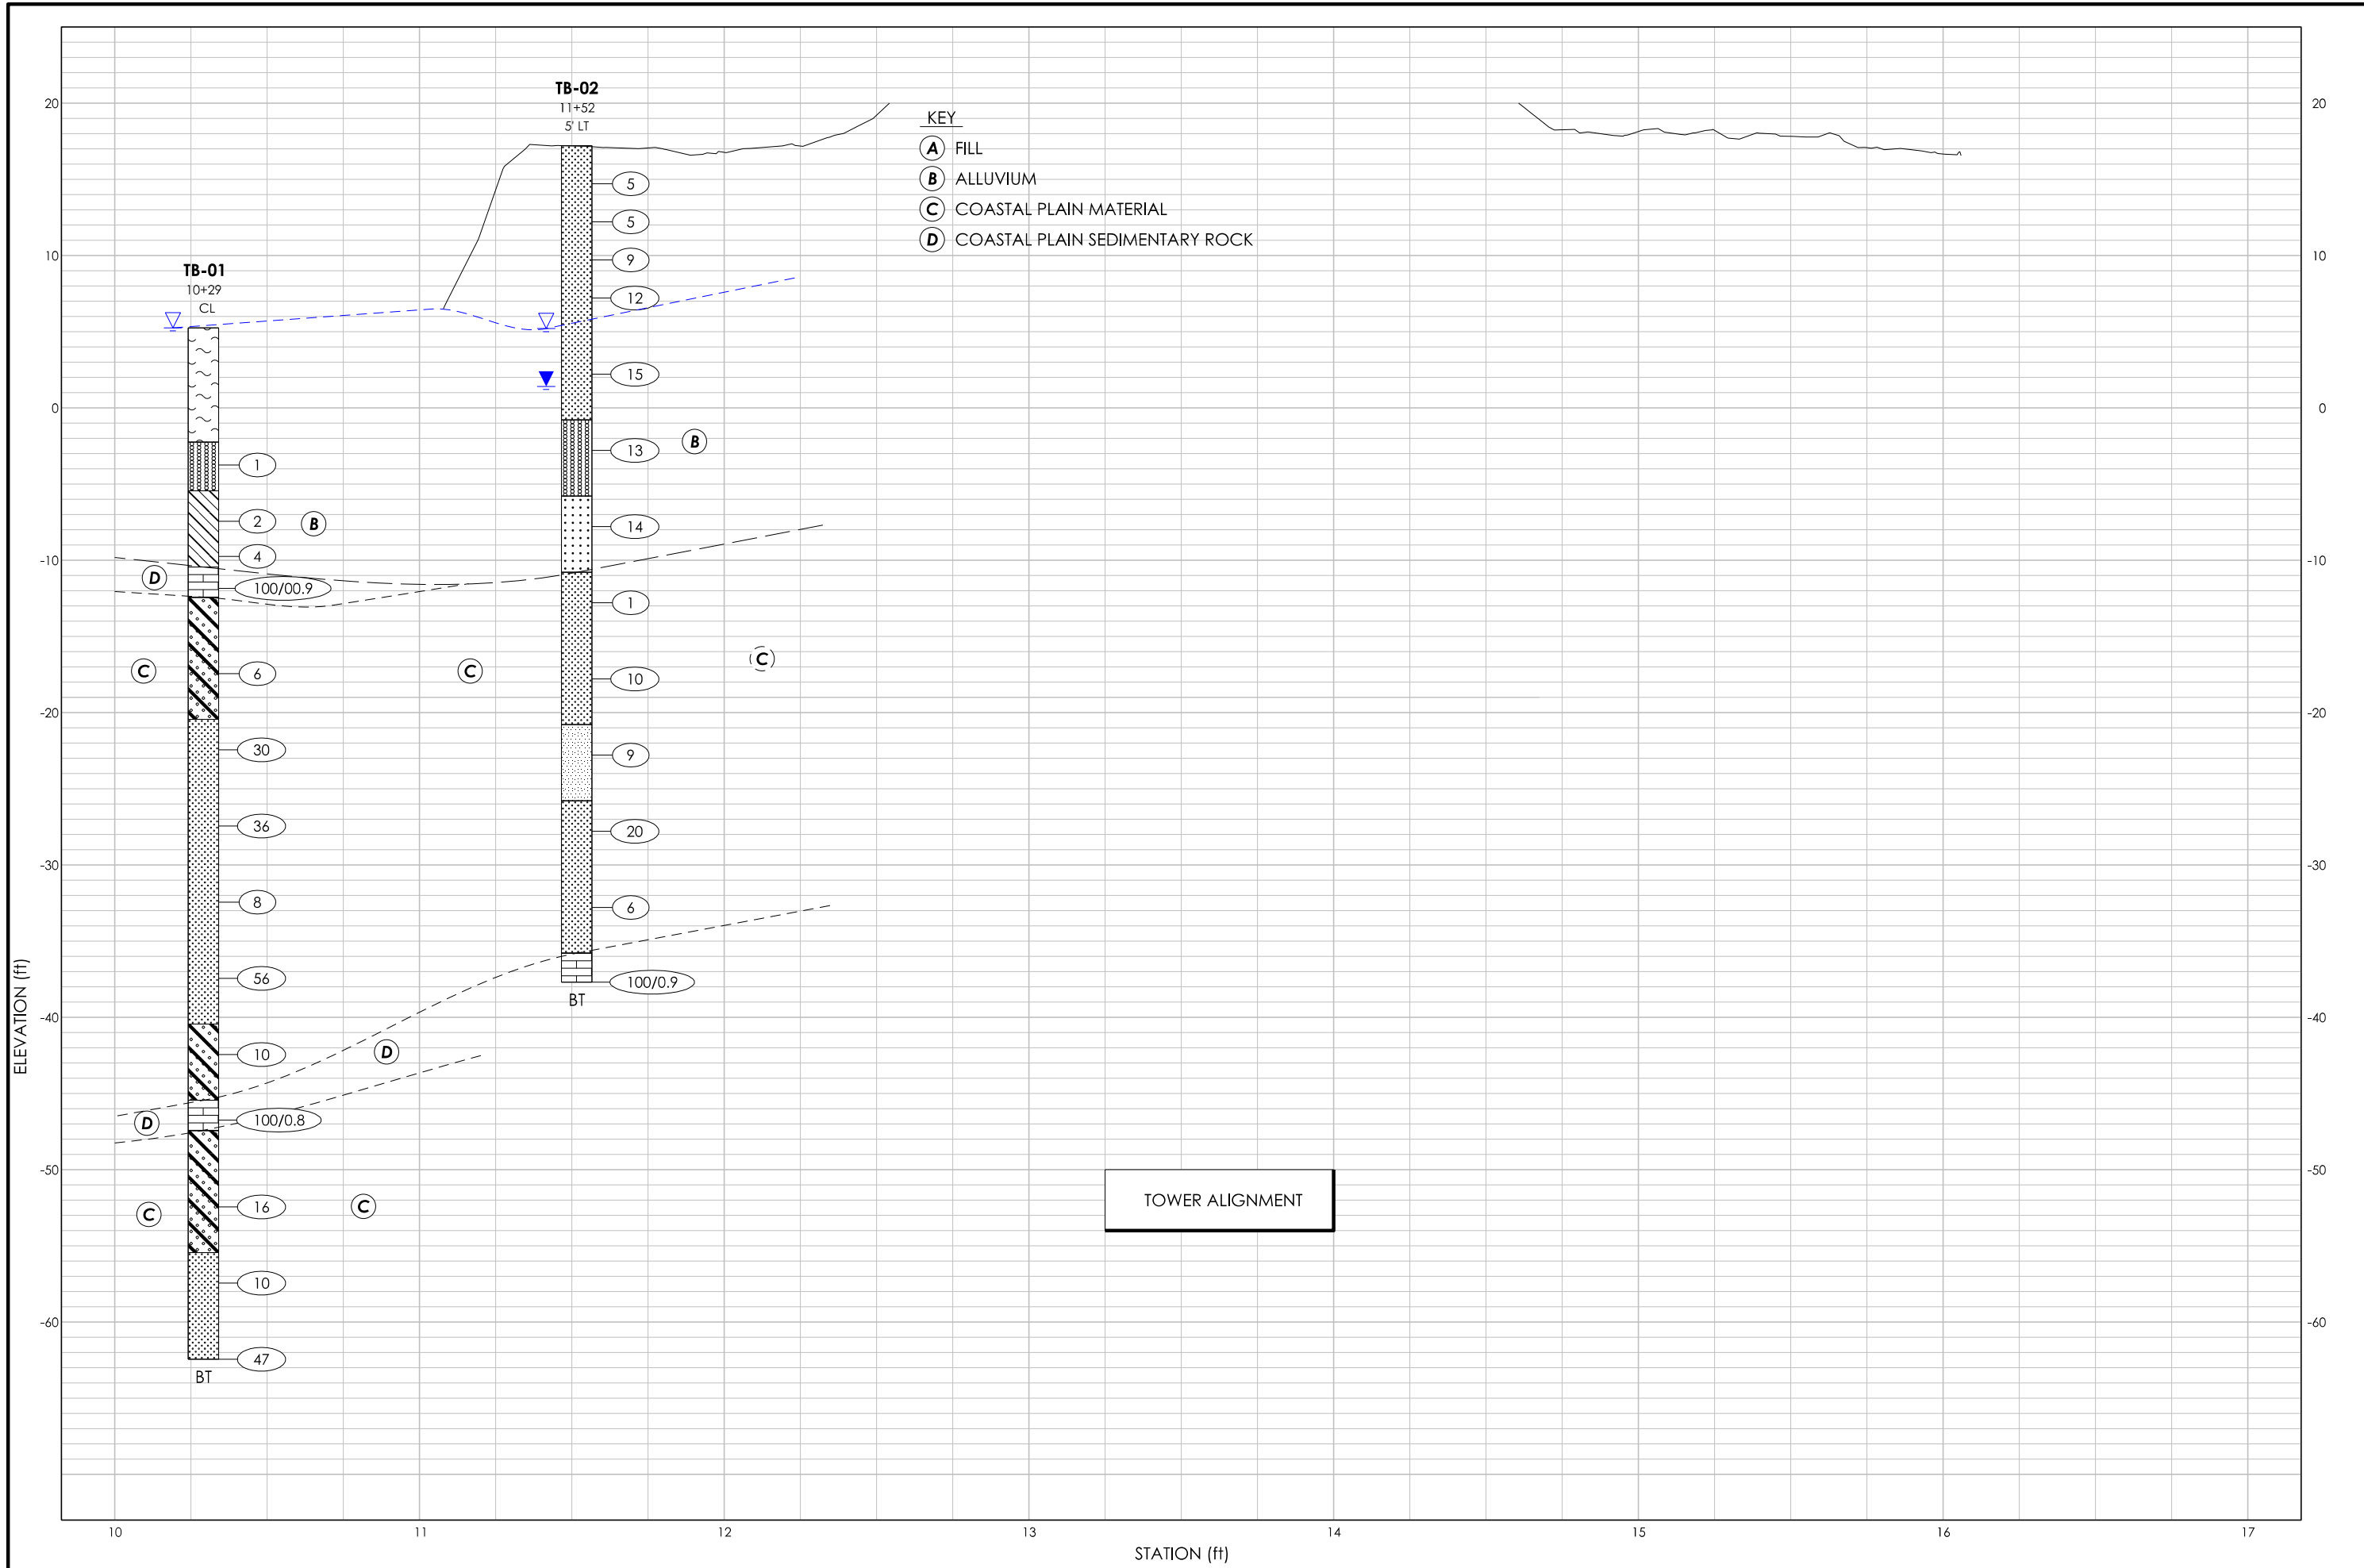 TB-02
11+52
5' LT
KEY
A FILL
B ALLUVIUM
C COASTAL PLAIN MATERIAL
D COASTAL PLAIN SEDIMENTARY ROCK
TB-01
10+29
CL
20
10
0
-10
-20
-30
-40
-50
-60
ELEVATION (ft)
1
2
4
100/00.9
6
30
36
8
56
10
100/0.8
16
10
47
BT
5
5
9
12
15
13
14
1
10
9
20
6
100/0.9
BT
B
B
D
C
C
C
D
D
C
C
TOWER ALIGNMENT
20
10
0
-10
-20
-30
-40
-50
-60
10
11
12
13
14
15
16
17
STATION (ft)